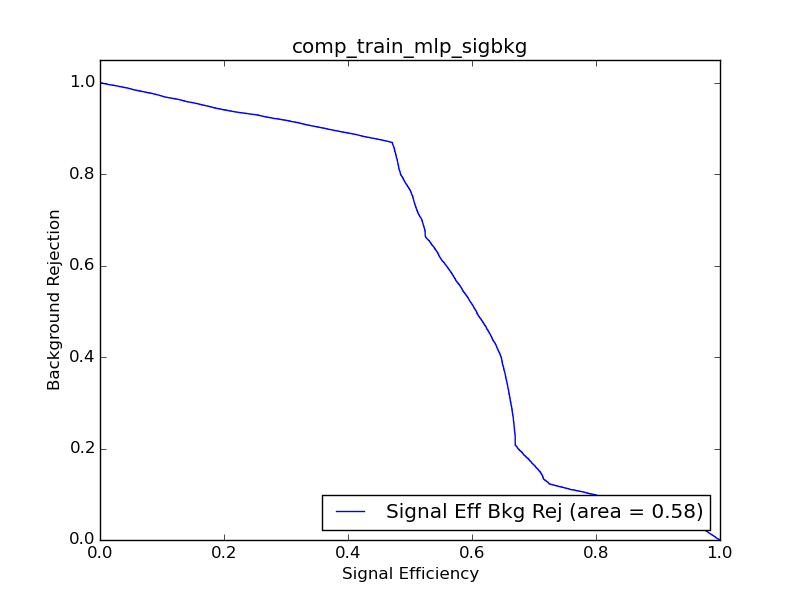 comp_train_mlp_sigbkg
1.0
0.8
0.6
0.4
0.2
0.0
Background Rejection
Signal Eff Bkg Rej (area = 0.58)
0.0 0.2 0.4 0.6 0.8 1.0
Signal Efficiency